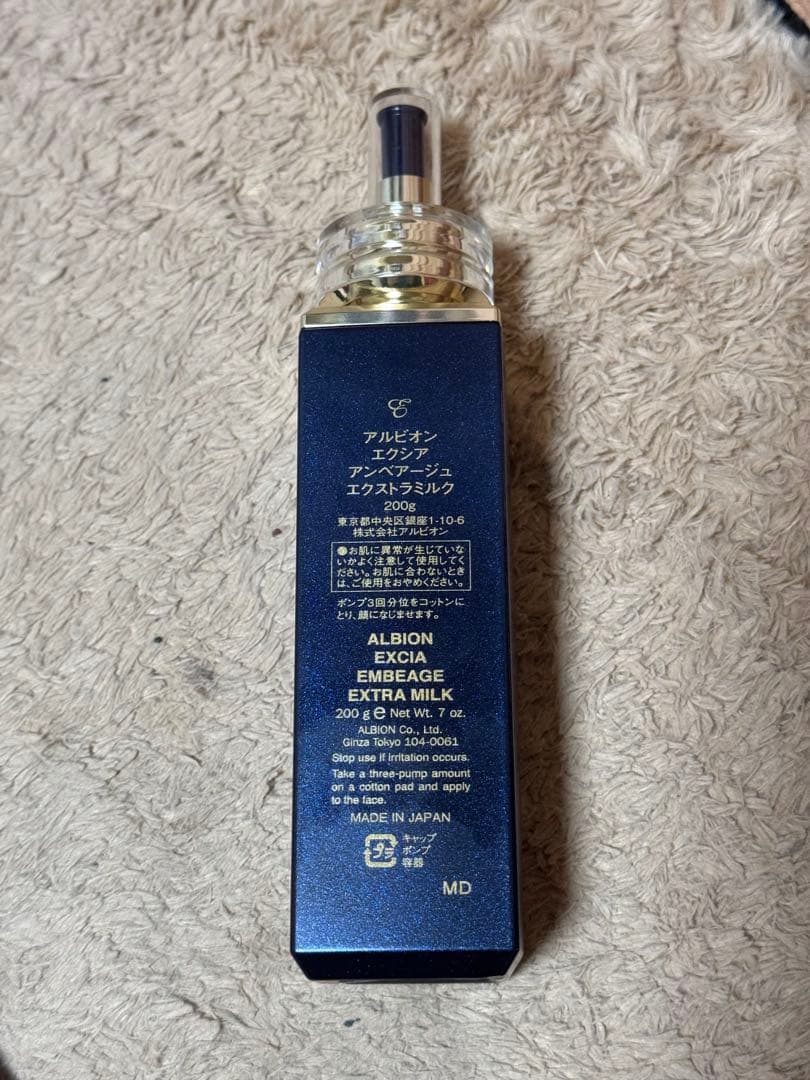 E
アルビオン
エクシア
アンベアージュ
エクストラミルク
200g
東京都中央区銀座1-10-6
株式会社アルビオン
●お肌に異常が生じていな
いかよく注意して使用してく
ださい。お肌に合わないとき
は、ご使用をおやめください。
ポンプ3回分位をコットンに
とり、顔になじませます。
ALBION
EXCIA
EMBEAGE
EXTRA MILK
200 g e Net Wt. 7 oz.
ALBION Co., Ltd.
Ginza Tokyo 104-0061
Stop use if irritation occurs.
Take a three-pump amount
on a cotton pad and apply
to the face.
MADE IN JAPAN
プラ
キャップ
ポンプ
容器
MD